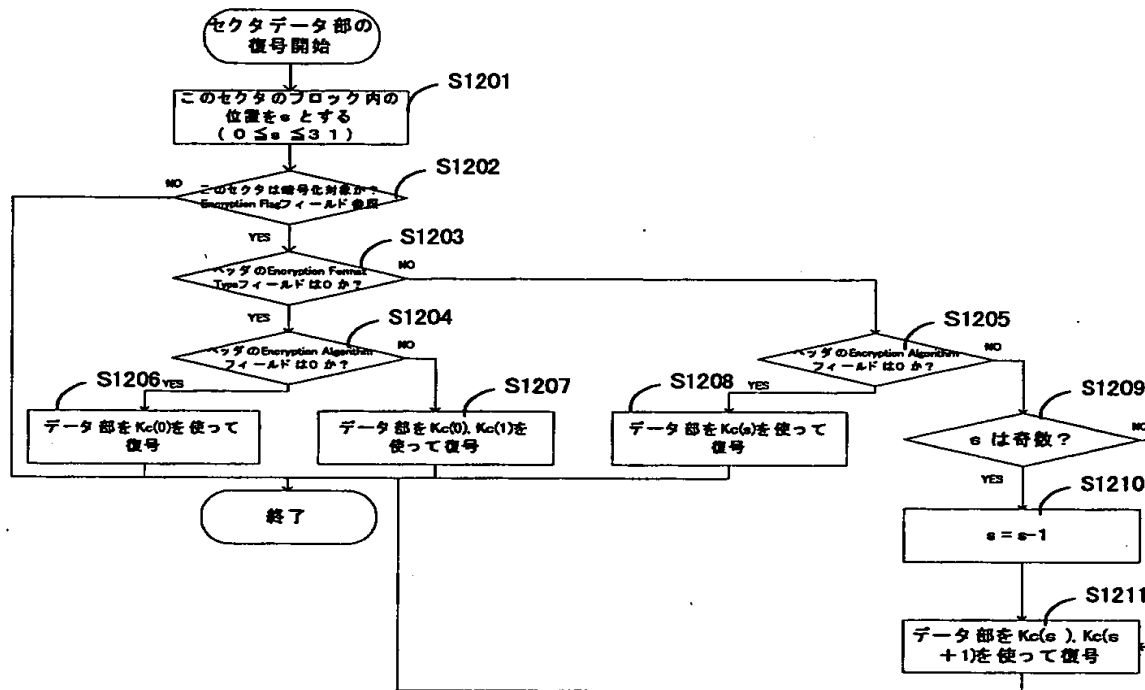 セクタデータ部の
復号開始
S1201
このセクタのブロック内の
位置をsとする
(0≦s≦31)
S1202
NO
このセクタは暗号化対象か?
Encryption Flagフィールド参照
YES
S1203
ヘッダのEncryption Format
Typeフィールドは0か?
NO
YES
S1204
ヘッダのEncryption Algorithm
フィールドは0か?
NO
S1205
ヘッダのEncryption Algorithm
フィールドは0か?
NO
S1206
YES
データ部をKc(0)を使って
復号
S1207
データ部をKc(0)、Kc(1)を
使って復号
S1208
YES
データ部をKc(s)を使って
復号
S1209
sは奇数?
NO
YES
S1210
s=s-1
終了
S1211
データ部をKc(s)、Kc(s
+1)を使って復号